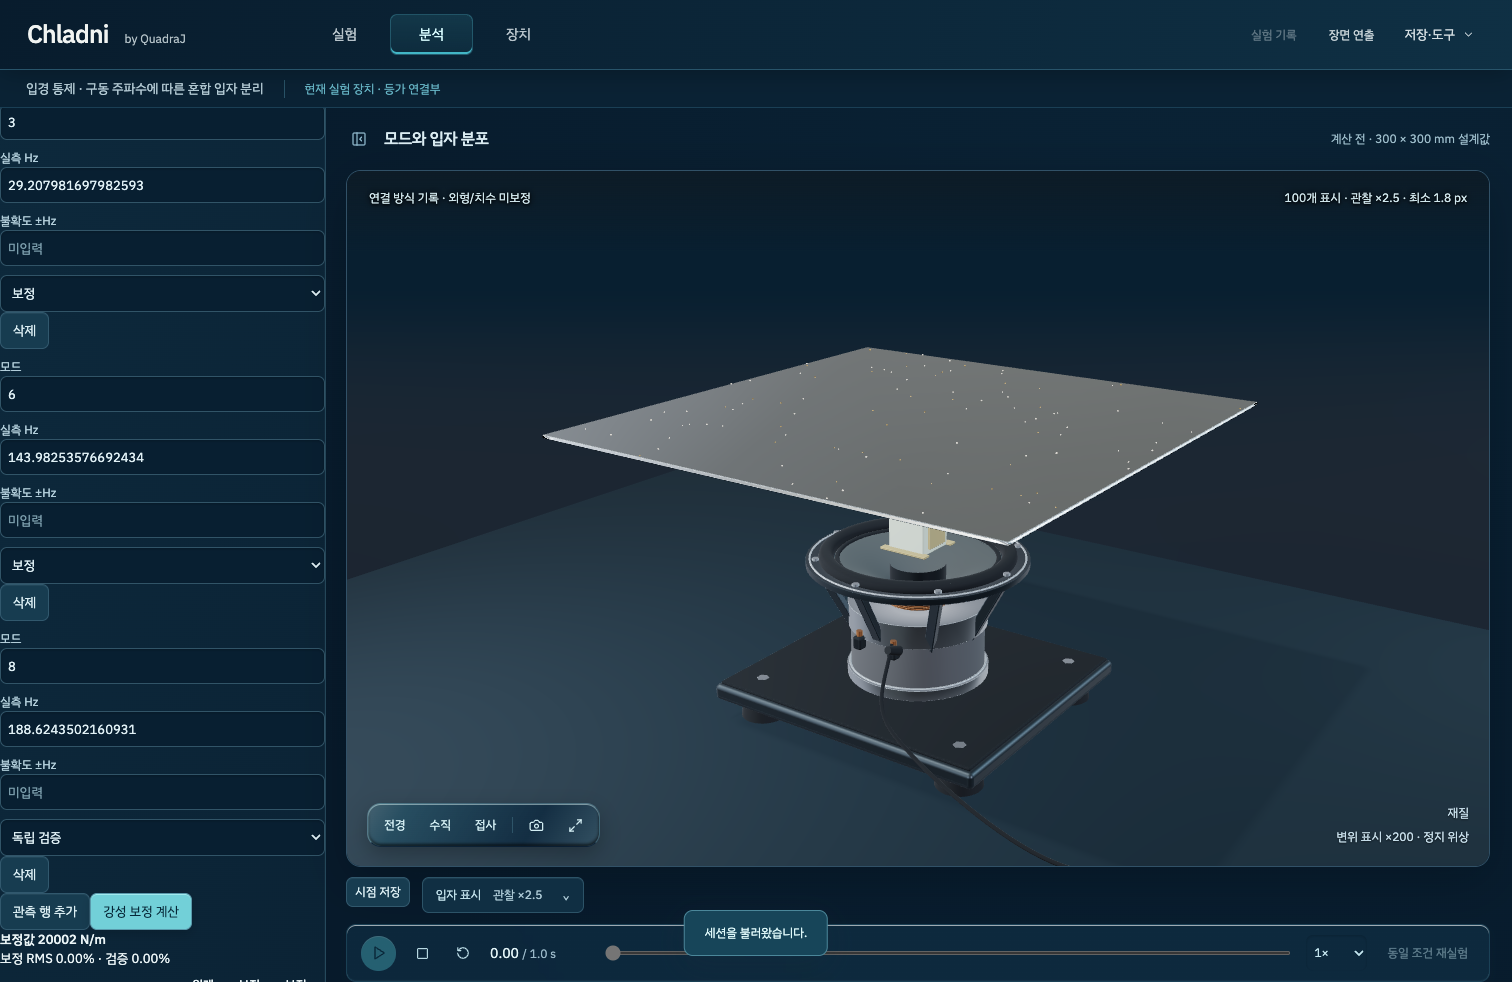 Chladni by QuadraJ
실험
분석
장치
실험 기록
장면 연출
저장·도구
입경 통제 · 구동 주파수에 따른 혼합 입자 분리
현재 실험 장치 · 등가 연결부
3
실측 Hz
29.207981697982593
불확도 ±Hz
미입력
보정
삭제
모드
6
실측 Hz
143.98253576692434
불확도 ±Hz
미입력
보정
삭제
모드
8
실측 Hz
188.6243502160931
불확도 ±Hz
미입력
독립 검증
삭제
관측 행 추가
강성 보정 계산
보정값 20002 N/m
보정 RMS 0.00% · 검증 0.00%
모드와 입자 분포
계산 전 · 300 × 300 mm 설계값
연결 방식 기록 · 외형/치수 미보정
100개 표시 · 관찰 ×2.5 · 최소 1.8 px
전경
수직
접사
재질
변위 표시 ×200 · 정지 위상
시점 저장
입자 표시 관찰 ×2.5
세션을 불러왔습니다.
0.00 / 1.0 s
1×
동일 조건 재실험